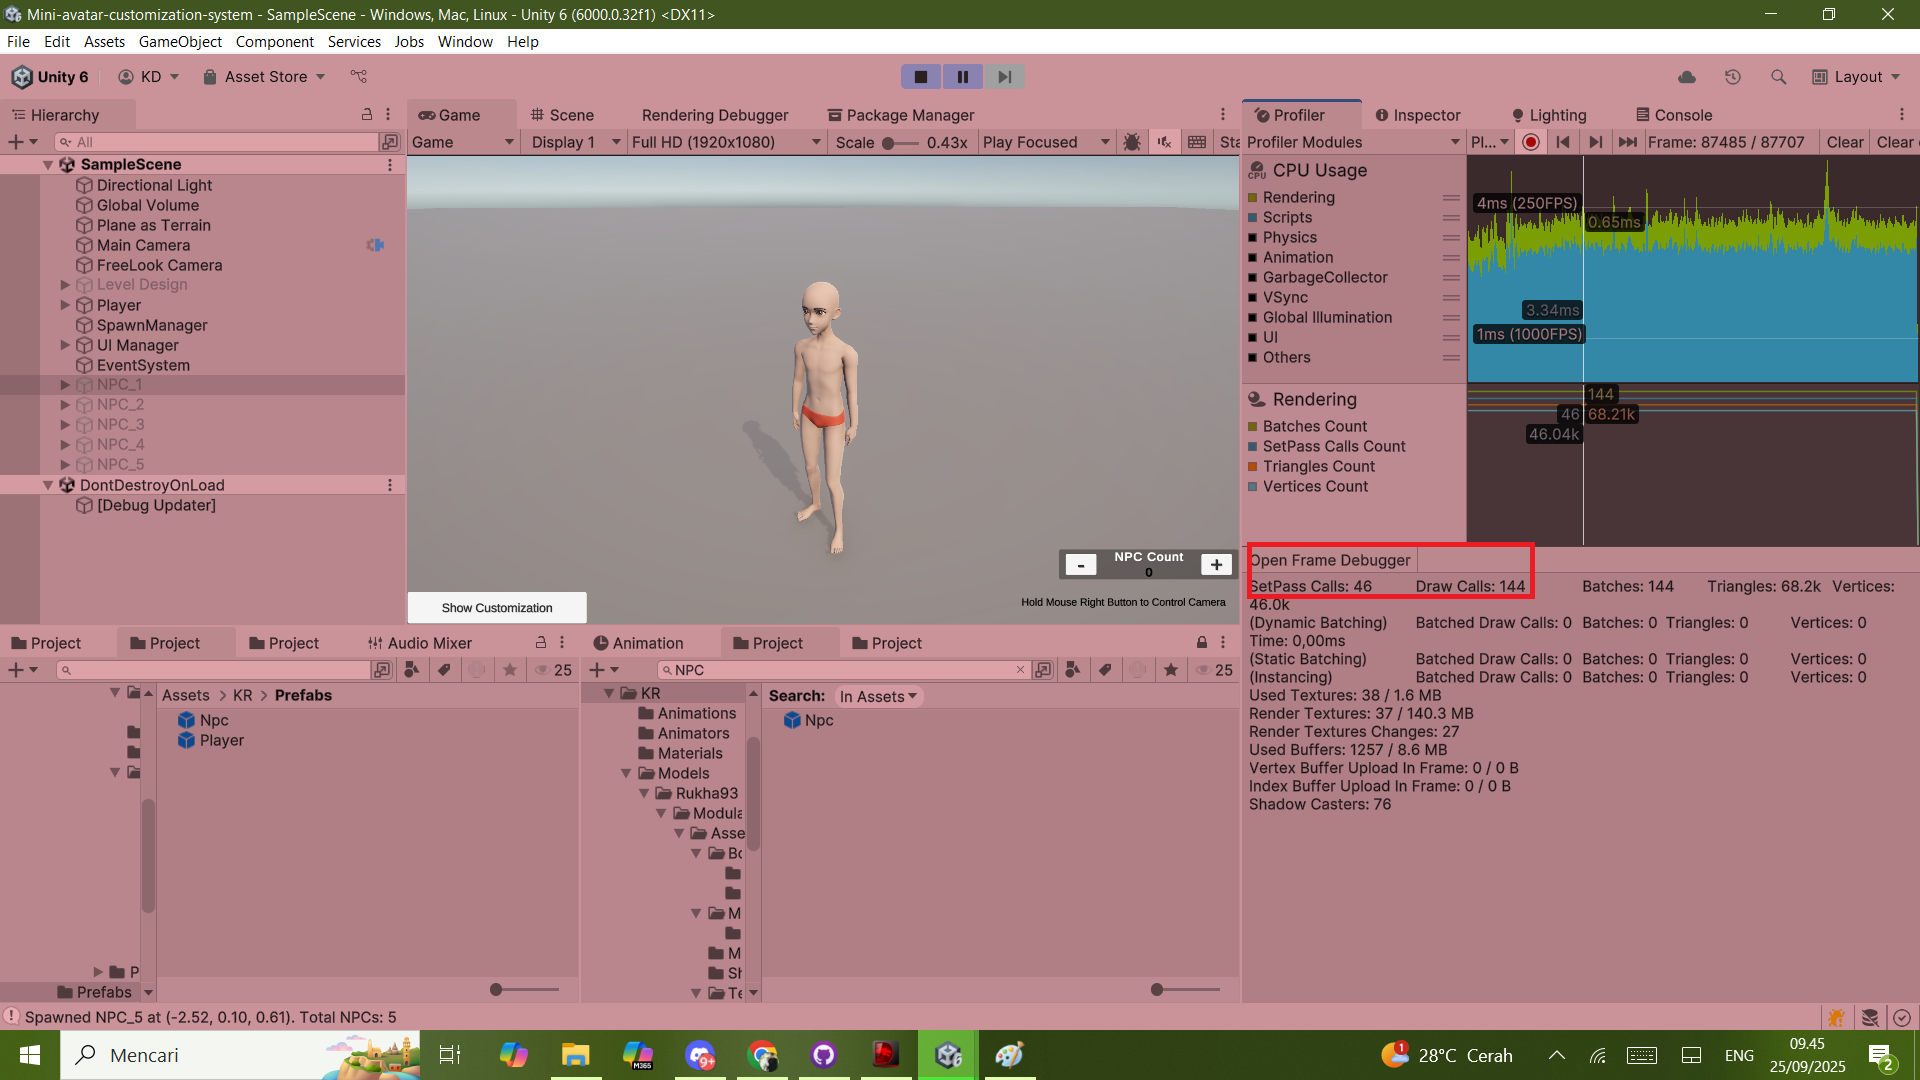 Mini-avatar-customization-system - SampleScene - Windows, Mac, Linux - Unity 6 (6000.0.32f1) <DX11>
File Edit Assets GameObject Component Services Jobs Window Help
Unity 6 KD Asset Store Layout
Hierarchy
All
SampleScene
Directional Light
Global Volume
Plane as Terrain
Main Camera
FreeLook Camera
Level Design
Player
SpawnManager
UI Manager
EventSystem
NPC_1
NPC_2
NPC_3
NPC_4
NPC_5
DontDestroyOnLoad
[Debug Updater]
Game Scene Rendering Debugger Package Manager
Game Display 1 Full HD (1920x1080) Scale 0.43x Play Focused Sta
NPC Count
- 0 +
Hold Mouse Right Button to Control Camera
Show Customization
Profiler Inspector Lighting Console
Profiler Modules Pl... Frame: 87485 / 87707 Clear Clear
CPU Usage
Rendering
Scripts
Physics
Animation
GarbageCollector
VSync
Global Illumination
UI
Others
4ms (250FPS)
0.65ms
3.34ms
1ms (1000FPS)
Rendering
Batches Count
SetPass Calls Count
Triangles Count
Vertices Count
144
46 68.21k
46.04k
Open Frame Debugger
SetPass Calls: 46 Draw Calls: 144 Batches: 144 Triangles: 68.2k Vertices:
46.0k
(Dynamic Batching) Batched Draw Calls: 0 Batches: 0 Triangles: 0 Vertices: 0
Time: 0,00ms
(Static Batching) Batched Draw Calls: 0 Batches: 0 Triangles: 0 Vertices: 0
(Instancing) Batched Draw Calls: 0 Batches: 0 Triangles: 0 Vertices: 0
Used Textures: 38 / 1.6 MB
Render Textures: 37 / 140.3 MB
Render Textures Changes: 27
Used Buffers: 1257 / 8.6 MB
Vertex Buffer Upload In Frame: 0 / 0 B
Index Buffer Upload In Frame: 0 / 0 B
Shadow Casters: 76
Project Project Project Audio Mixer
25
Assets > KR > Prefabs
Npc
Player
P
Prefabs
Animation Project Project
NPC 25
KR
Animations
Animators
Materials
Models
Rukha93
Modula
Asse
Bo
M
M
Sh
Te
Search: In Assets
Npc
Spawned NPC_5 at (-2.52, 0.10, 0.61). Total NPCs: 5
Mencari
M365
9+
6
1
28°C Cerah
ENG
09.45
25/09/2025
2